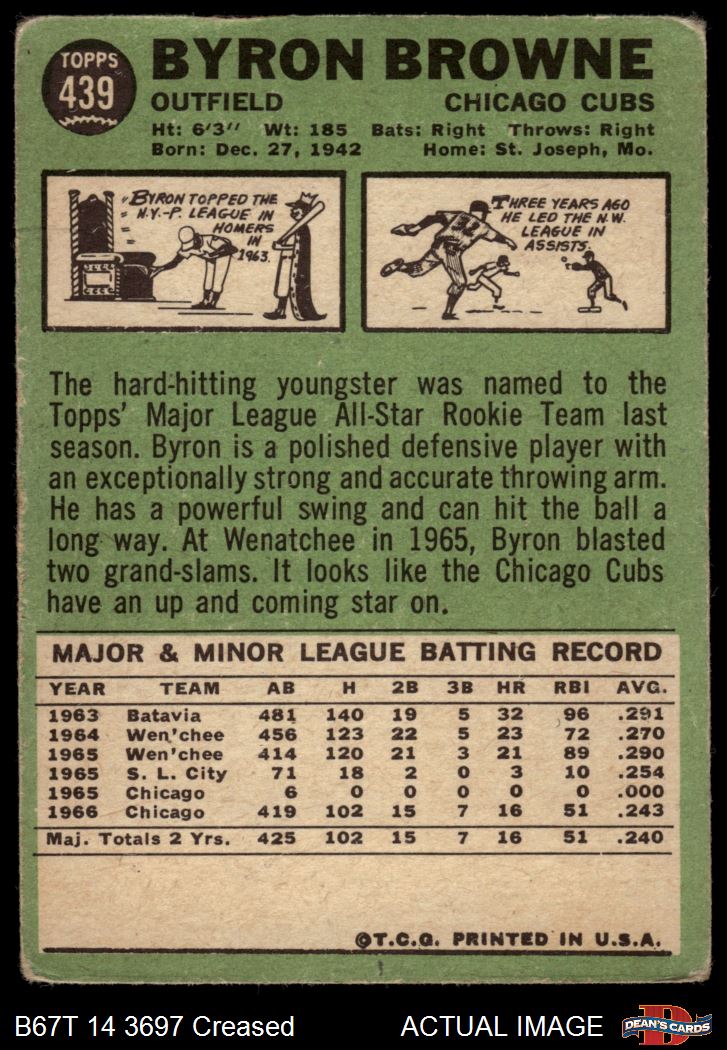 TOPPS
439
BYRON BROWNE
OUTFIELD CHICAGO CUBS
Ht: 6'3'' Wt: 185 Bats: Right Throws: Right
Born: Dec. 27, 1942 Home: St. Joseph, Mo.
BYRON TOPPED THE
N.Y.-P. LEAGUE IN
HOMERS
IN
1963.
THREE YEARS AGO
HE LED THE N.W.
LEAGUE IN
ASSISTS.
The hard-hitting youngster was named to the
Topps' Major League All-Star Rookie Team last
season. Byron is a polished defensive player with
an exceptionally strong and accurate throwing arm.
He has a powerful swing and can hit the ball a
long way. At Wenatchee in 1965, Byron blasted
two grand-slams. It looks like the Chicago Cubs
have an up and coming star on.
MAJOR & MINOR LEAGUE BATTING RECORD
YEAR TEAM AB H 2B 3B HR RBI AVG.
1963 Batavia 481 140 19 5 32 96 .291
1964 Wen'chee 456 123 22 5 23 72 .270
1965 Wen'chee 414 120 21 3 21 89 .290
1965 S. L. City 71 18 2 0 3 10 .254
1965 Chicago 6 0 0 0 0 0 .000
1966 Chicago 419 102 15 7 16 51 .243
Maj. Totals 2 Yrs. 425 102 15 7 16 51 .240
©T.C.G. PRINTED IN U.S.A.
B67T 14 3697 Creased ACTUAL IMAGE
D
DEAN'S CARDS